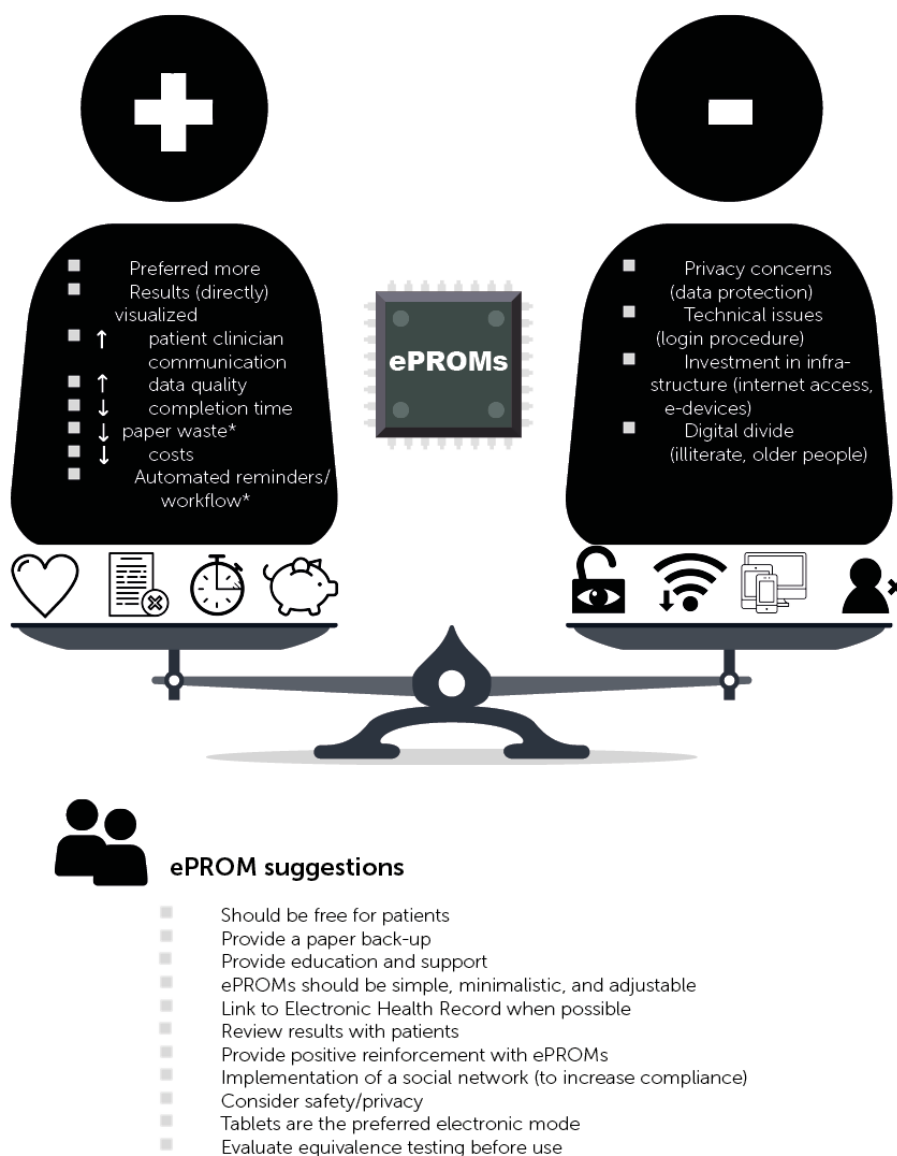 Preferred more
Results (directly)
visualized
↑ patient clinician
communication
↑ data quality
↓ completion time
↓ paper waste*
↓ costs
Automated reminders/
workflow*
ePROMs
Privacy concerns
(data protection)
Technical issues
(login procedure)
Investment in infra-
structure (internet access,
e-devices)
Digital divide
(illiterate, older people)
ePROM suggestions
Should be free for patients
Provide a paper back-up
Provide education and support
ePROMs should be simple, minimalistic, and adjustable
Link to Electronic Health Record when possible
Review results with patients
Provide positive reinforcement with ePROMs
Implementation of a social network (to increase compliance)
Consider safety/privacy
Tablets are the preferred electronic mode
Evaluate equivalence testing before use